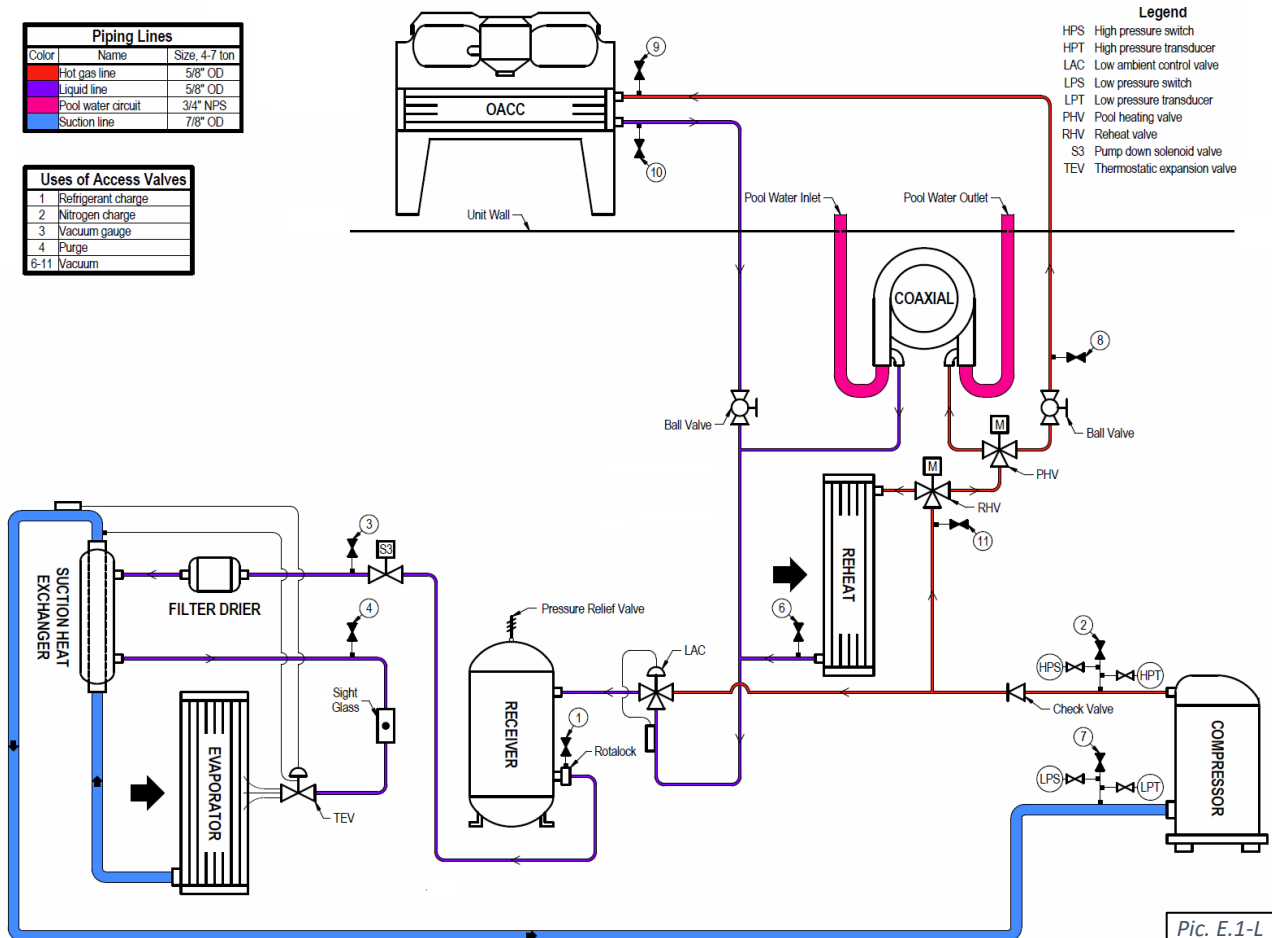 Piping Lines
Color Name Size, 4-7 ton
Hot gas line 5/8" OD
Liquid line 5/8" OD
Pool water circuit 3/4" NPS
Suction line 7/8" OD
Uses of Access Valves
1 Refrigerant charge
2 Nitrogen charge
3 Vacuum gauge
4 Purge
6-11 Vacuum
Legend
HPS High pressure switch
HPT High pressure transducer
LAC Low ambient control valve
LPS Low pressure switch
LPT Low pressure transducer
PHV Pool heating valve
RHV Reheat valve
S3 Pump down solenoid valve
TEV Thermostatic expansion valve
9
OACC
10
Unit Wall
Pool Water Inlet
Pool Water Outlet
COAXIAL
8
Ball Valve
Ball Valve
M
PHV
M
RHV
11
REHEAT
6
3
S3
FILTER DRIER
SUCTION HEAT
EXCHANGER
4
Pressure Relief Valve
LAC
2
HPS
HPT
Check Valve
Sight
Glass
RECEIVER
1
Rotalock
7
LPS
LPT
COMPRESSOR
EVAPORATOR
TEV
Pic. E.1-L